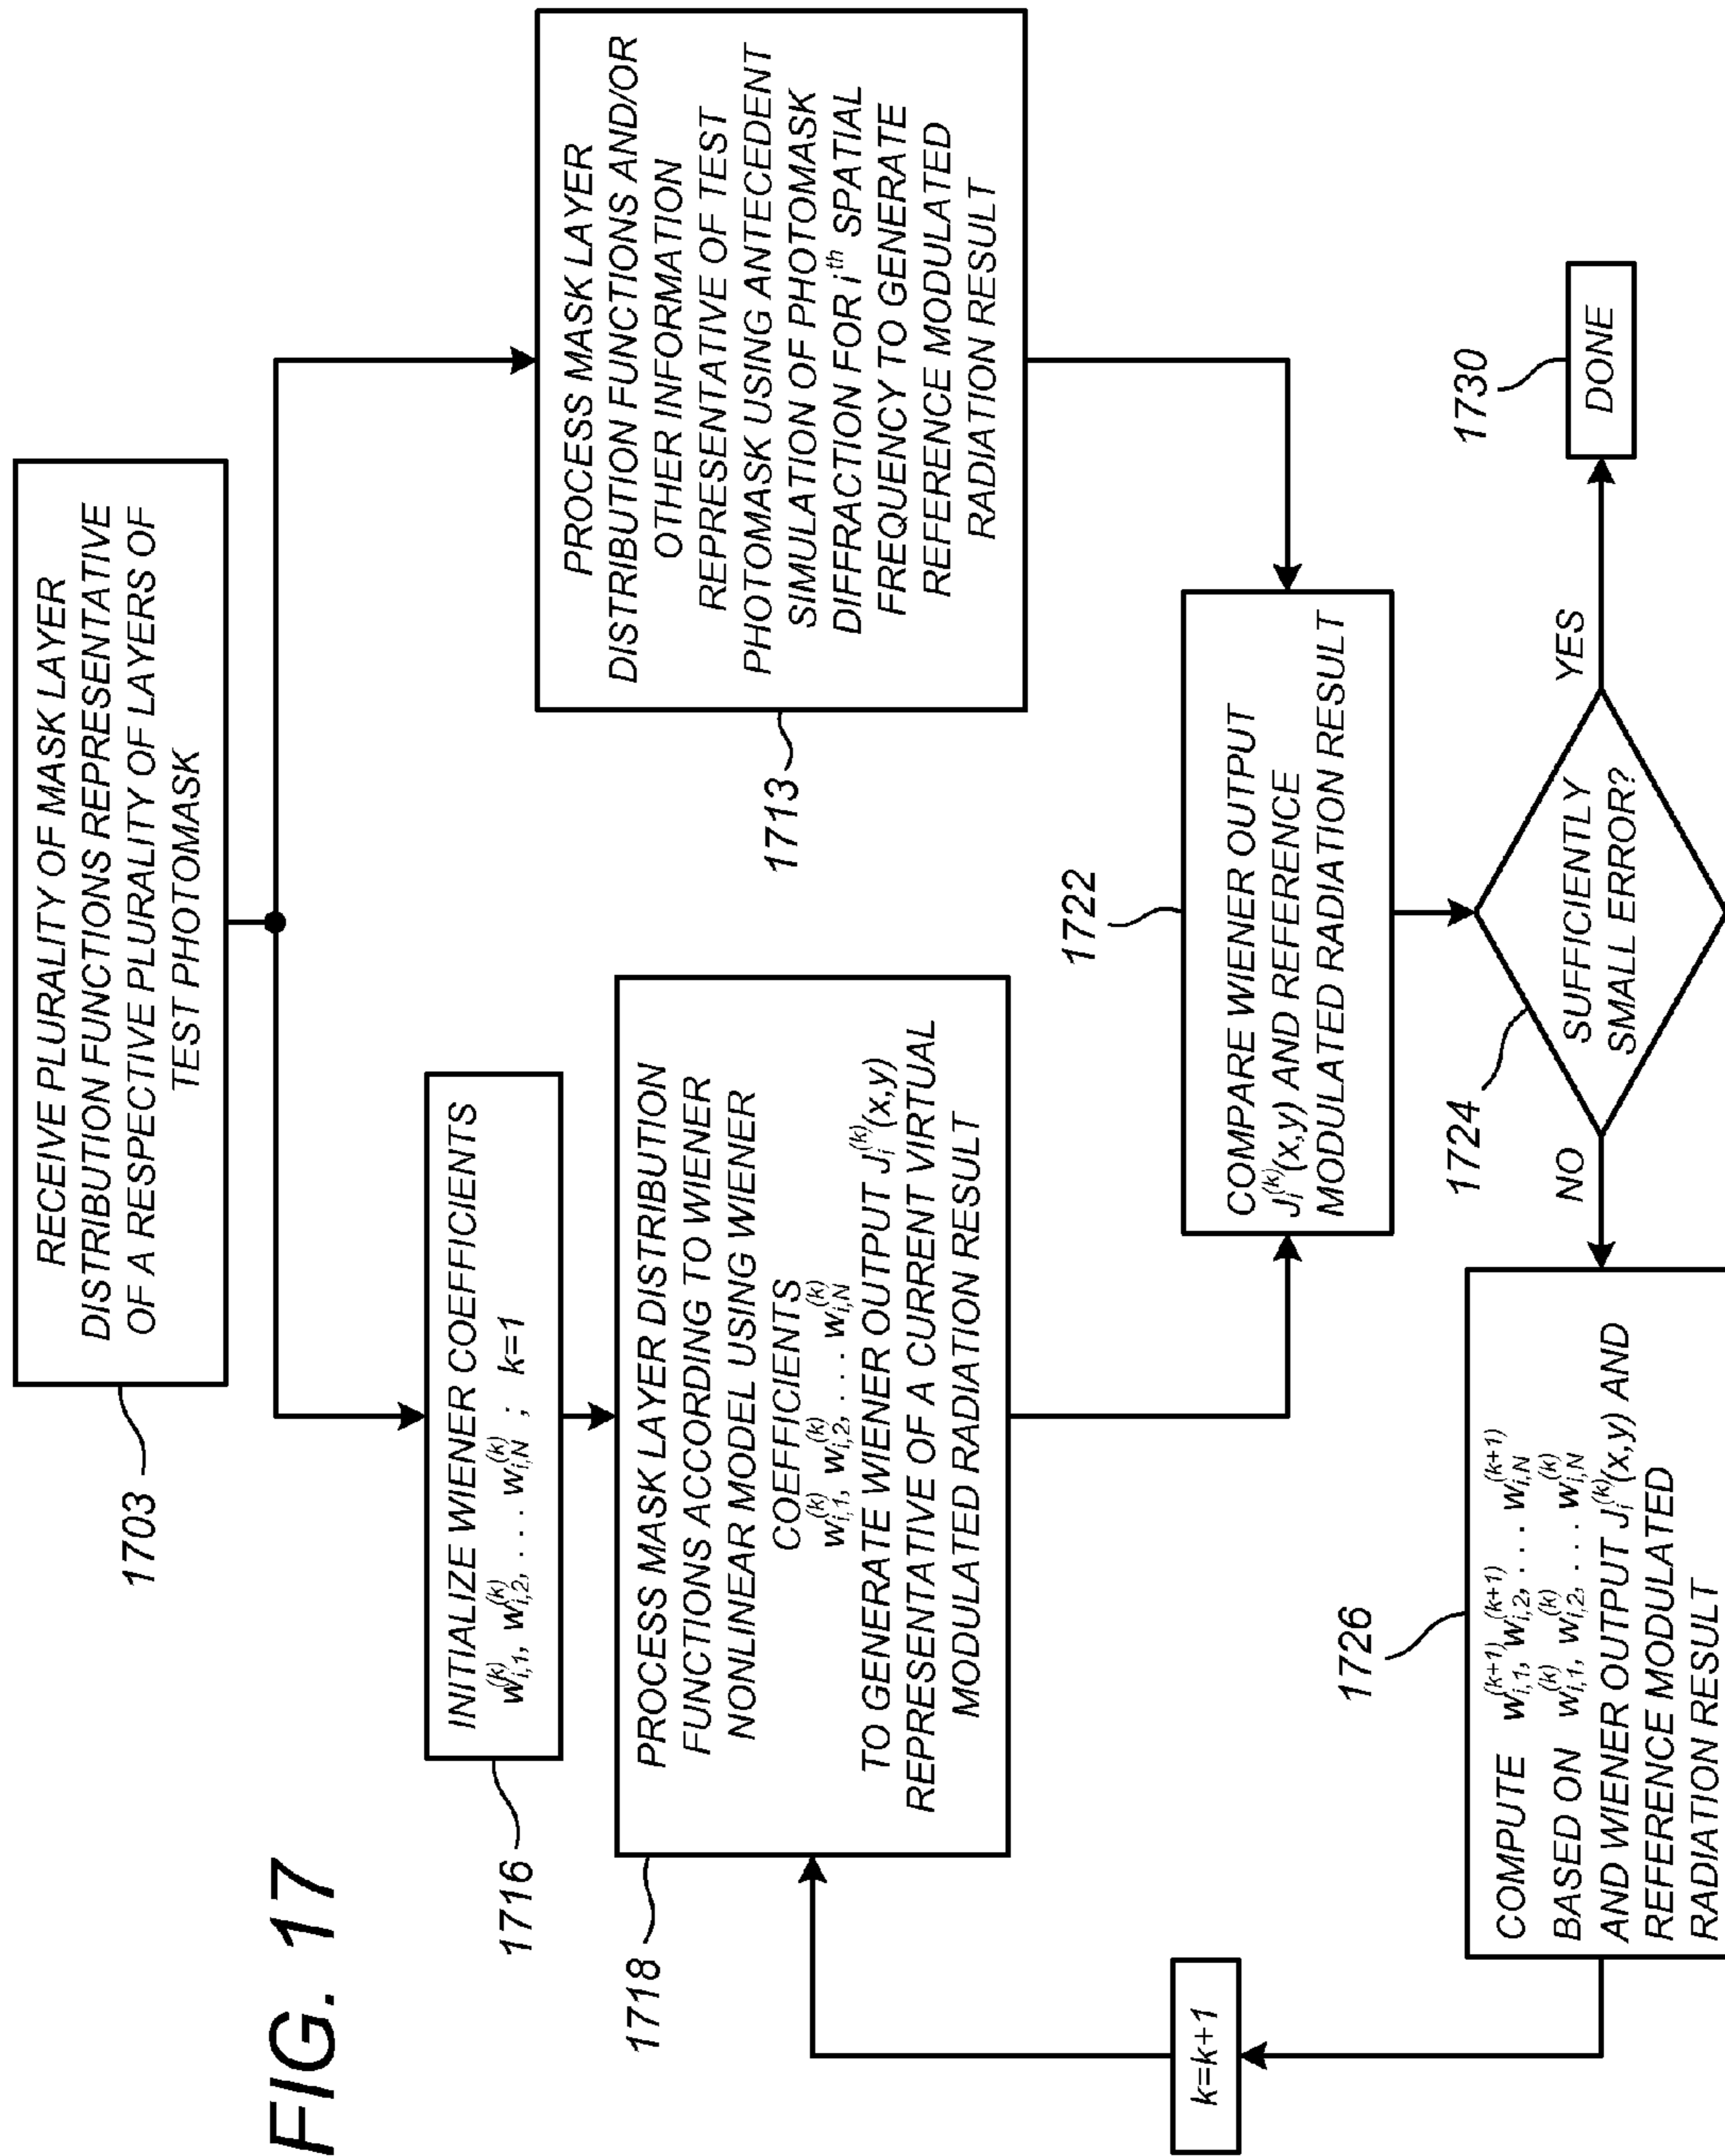 FIG. 17
RECEIVE PLURALITY OF MASK LAYER
DISTRIBUTION FUNCTIONS REPRESENTATIVE
OF A RESPECTIVE PLURALITY OF LAYERS OF
TEST PHOTOMASK
1703
INITIALIZE WIENER COEFFICIENTS
w_{i,1}^{(k)}, w_{i,2}^{(k)}, . . . w_{i,N}^{(k)} ; k=1
1716
PROCESS MASK LAYER DISTRIBUTION
FUNCTIONS ACCORDING TO WIENER
NONLINEAR MODEL USING WIENER
COEFFICIENTS
w_{i,1}^{(k)}, w_{i,2}^{(k)}, . . . w_{i,N}^{(k)}
TO GENERATE WIENER OUTPUT J_i^{(k)}(x,y)
REPRESENTATIVE OF A CURRENT VIRTUAL
MODULATED RADIATION RESULT
1718
PROCESS MASK LAYER
DISTRIBUTION FUNCTIONS AND/OR
OTHER INFORMATION
REPRESENTATIVE OF TEST
PHOTOMASK USING ANTECEDENT
SIMULATION OF PHOTOMASK
DIFFRACTION FOR i^{th} SPATIAL
FREQUENCY TO GENERATE
REFERENCE MODULATED
RADIATION RESULT
1713
1722
COMPARE WIENER OUTPUT
J_i^{(k)}(x,y) AND REFERENCE
MODULATED RADIATION RESULT
1724
SUFFICIENTLY
SMALL ERROR?
YES
NO
1730
DONE
1726
COMPUTE w_{i,1}^{(k+1)}, w_{i,2}^{(k+1)}, . . . w_{i,N}^{(k+1)}
BASED ON w_{i,1}^{(k)}, w_{i,2}^{(k)}, . . . w_{i,N}^{(k)}
AND WIENER OUTPUT J_i^{(k)}(x,y) AND
REFERENCE MODULATED
RADIATION RESULT
k=k+1